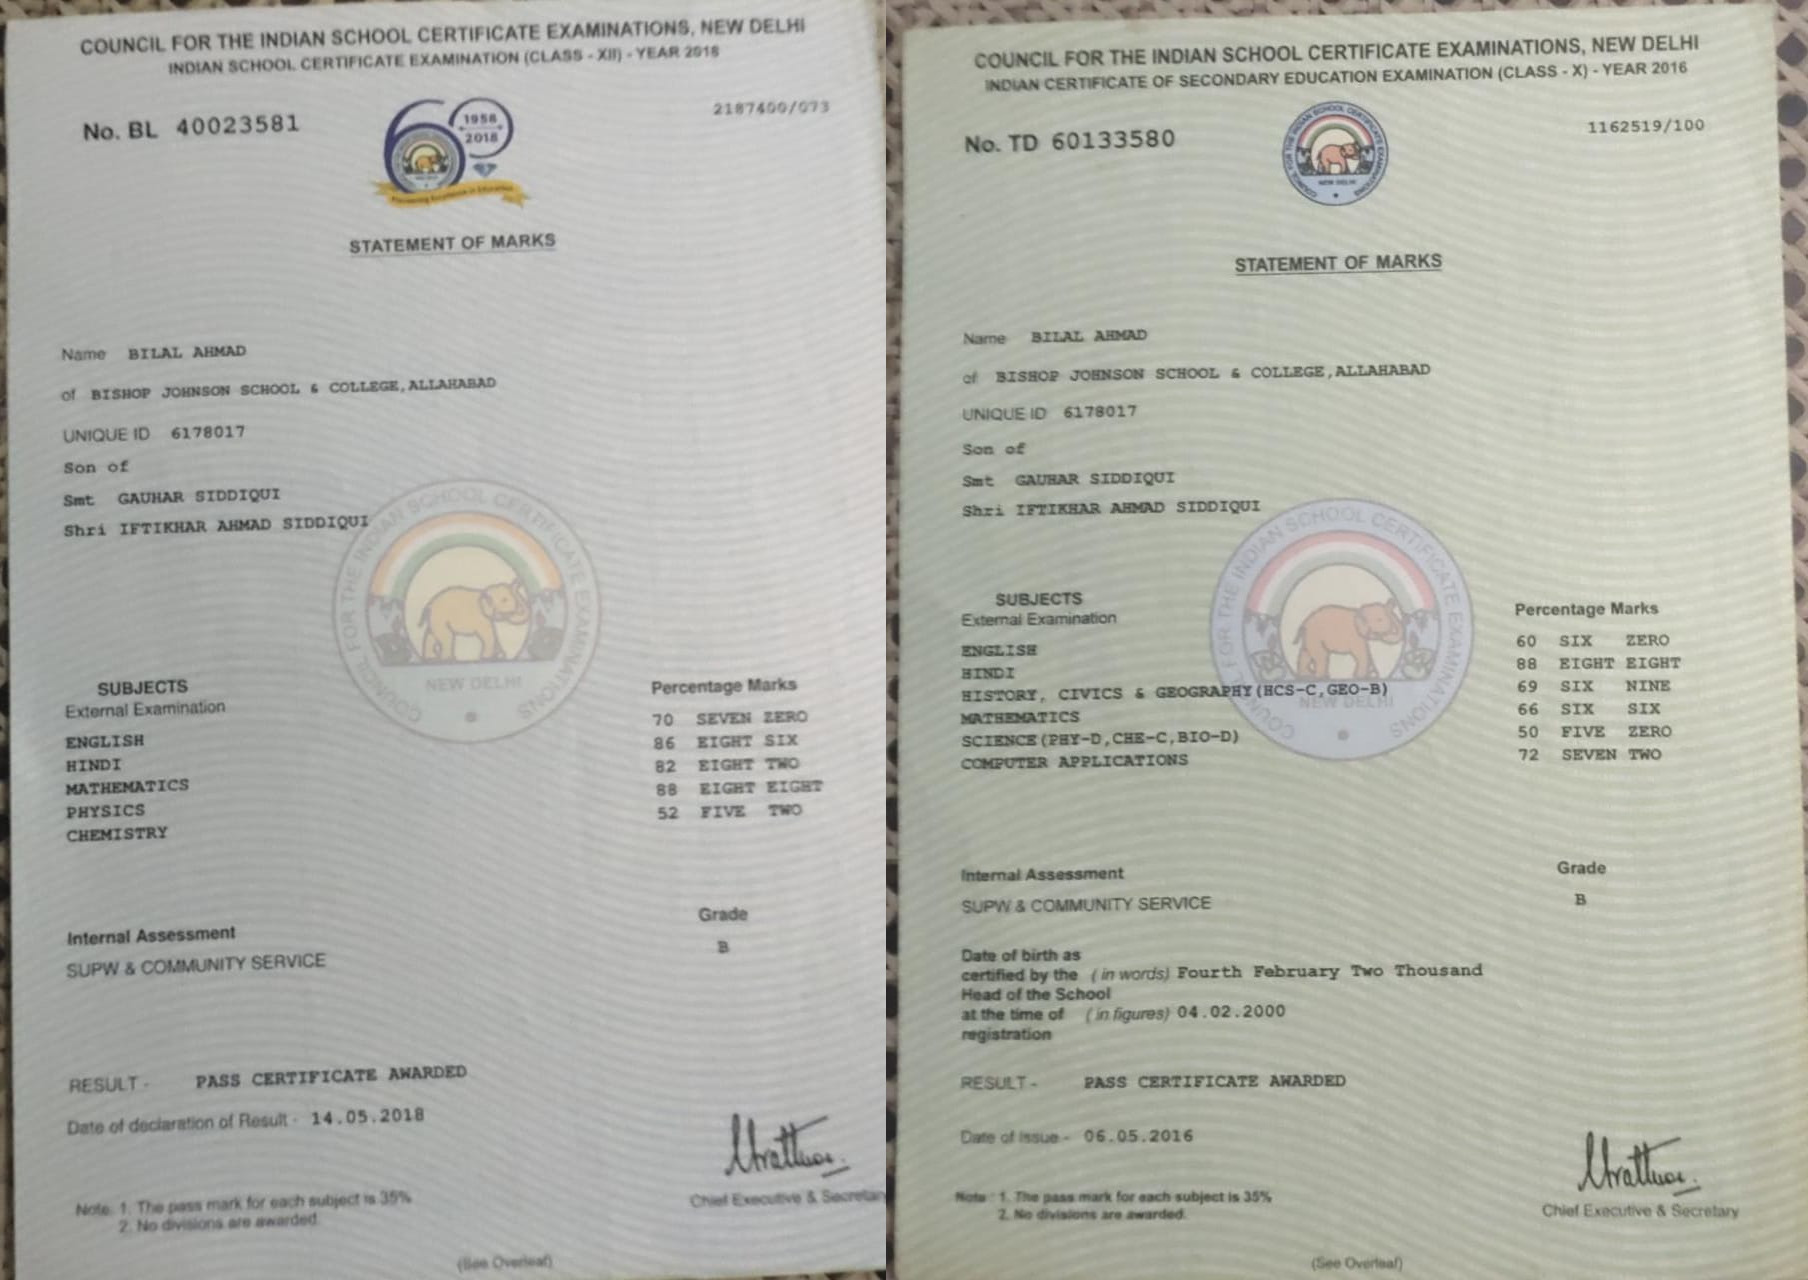 COUNCIL FOR THE INDIAN SCHOOL CERTIFICATE EXAMINATIONS, NEW DELHI
INDIAN SCHOOL CERTIFICATE EXAMINATION (CLASS - XII) - YEAR 2018
No. BL 40023581
2187400/073
1958
2018
STATEMENT OF MARKS
Name BILAL AHMAD
of BISHOP JOHNSON SCHOOL & COLLEGE,ALLAHABAD
UNIQUE ID 6178017
Son of
Smt GAUHAR SIDDIQUI
Shri IFTIKHAR AHMAD SIDDIQUI
COUNCIL FOR THE INDIAN SCHOOL CERTIFICATE EXAMINATIONS
NEW DELHI
SUBJECTS Percentage Marks
External Examination
ENGLISH 70 SEVEN ZERO
HINDI 86 EIGHT SIX
MATHEMATICS 82 EIGHT TWO
PHYSICS 88 EIGHT EIGHT
CHEMISTRY 52 FIVE TWO
Grade
Internal Assessment
SUPW & COMMUNITY SERVICE B
RESULT - PASS CERTIFICATE AWARDED
Date of declaration of Result - 14.05.2018
Chief Executive & Secretar
Note: 1. The pass mark for each subject is 35%
2. No divisions are awarded.
(See Overleaf)
COUNCIL FOR THE INDIAN SCHOOL CERTIFICATE EXAMINATIONS, NEW DELHI
INDIAN CERTIFICATE OF SECONDARY EDUCATION EXAMINATION (CLASS - X) - YEAR 2016
No. TD 60133580
1162519/100
COUNCIL FOR THE INDIAN SCHOOL CERTIFICATE EXAMINATIONS
NEW DELHI
STATEMENT OF MARKS
Name BILAL AHMAD
of BISHOP JOHNSON SCHOOL & COLLEGE,ALLAHABAD
UNIQUE ID 6178017
Son of
Smt GAUHAR SIDDIQUI
Shri IFTIKHAR AHMAD SIDDIQUI
COUNCIL FOR THE INDIAN SCHOOL CERTIFICATE EXAMINATIONS
NEW DELHI
SUBJECTS Percentage Marks
External Examination
ENGLISH 60 SIX ZERO
HINDI 88 EIGHT EIGHT
HISTORY, CIVICS & GEOGRAPHY(HCS-C,GEO-B) 69 SIX NINE
MATHEMATICS 66 SIX SIX
SCIENCE(PHY-D,CHE-C,BIO-D) 50 FIVE ZERO
COMPUTER APPLICATIONS 72 SEVEN TWO
Internal Assessment Grade
SUPW & COMMUNITY SERVICE B
Date of birth as
certified by the (in words) Fourth February Two Thousand
Head of the School
at the time of (in figures) 04.02.2000
registration
RESULT - PASS CERTIFICATE AWARDED
Date of issue - 06.05.2016
Chief Executive & Secretary
Note : 1. The pass mark for each subject is 35%
2. No divisions are awarded.
(See Overleaf)